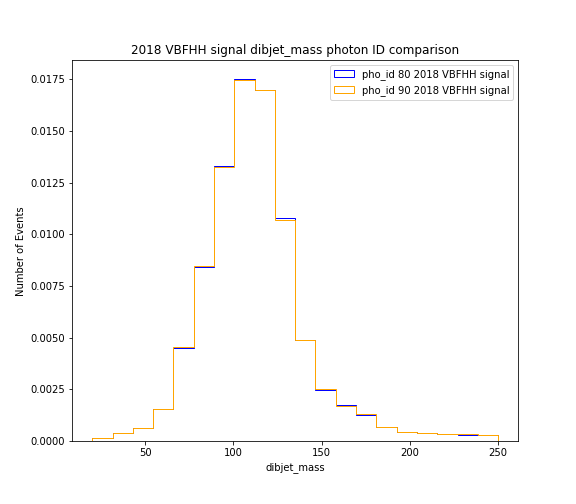 2018 VBFHH signal dibjet_mass photon ID comparison
pho_id 80 2018 VBFHH signal
pho_id 90 2018 VBFHH signal
Number of Events
0.0175
0.0150
0.0125
0.0100
0.0075
0.0050
0.0025
0.0000
50
100
150
200
250
dibjet_mass